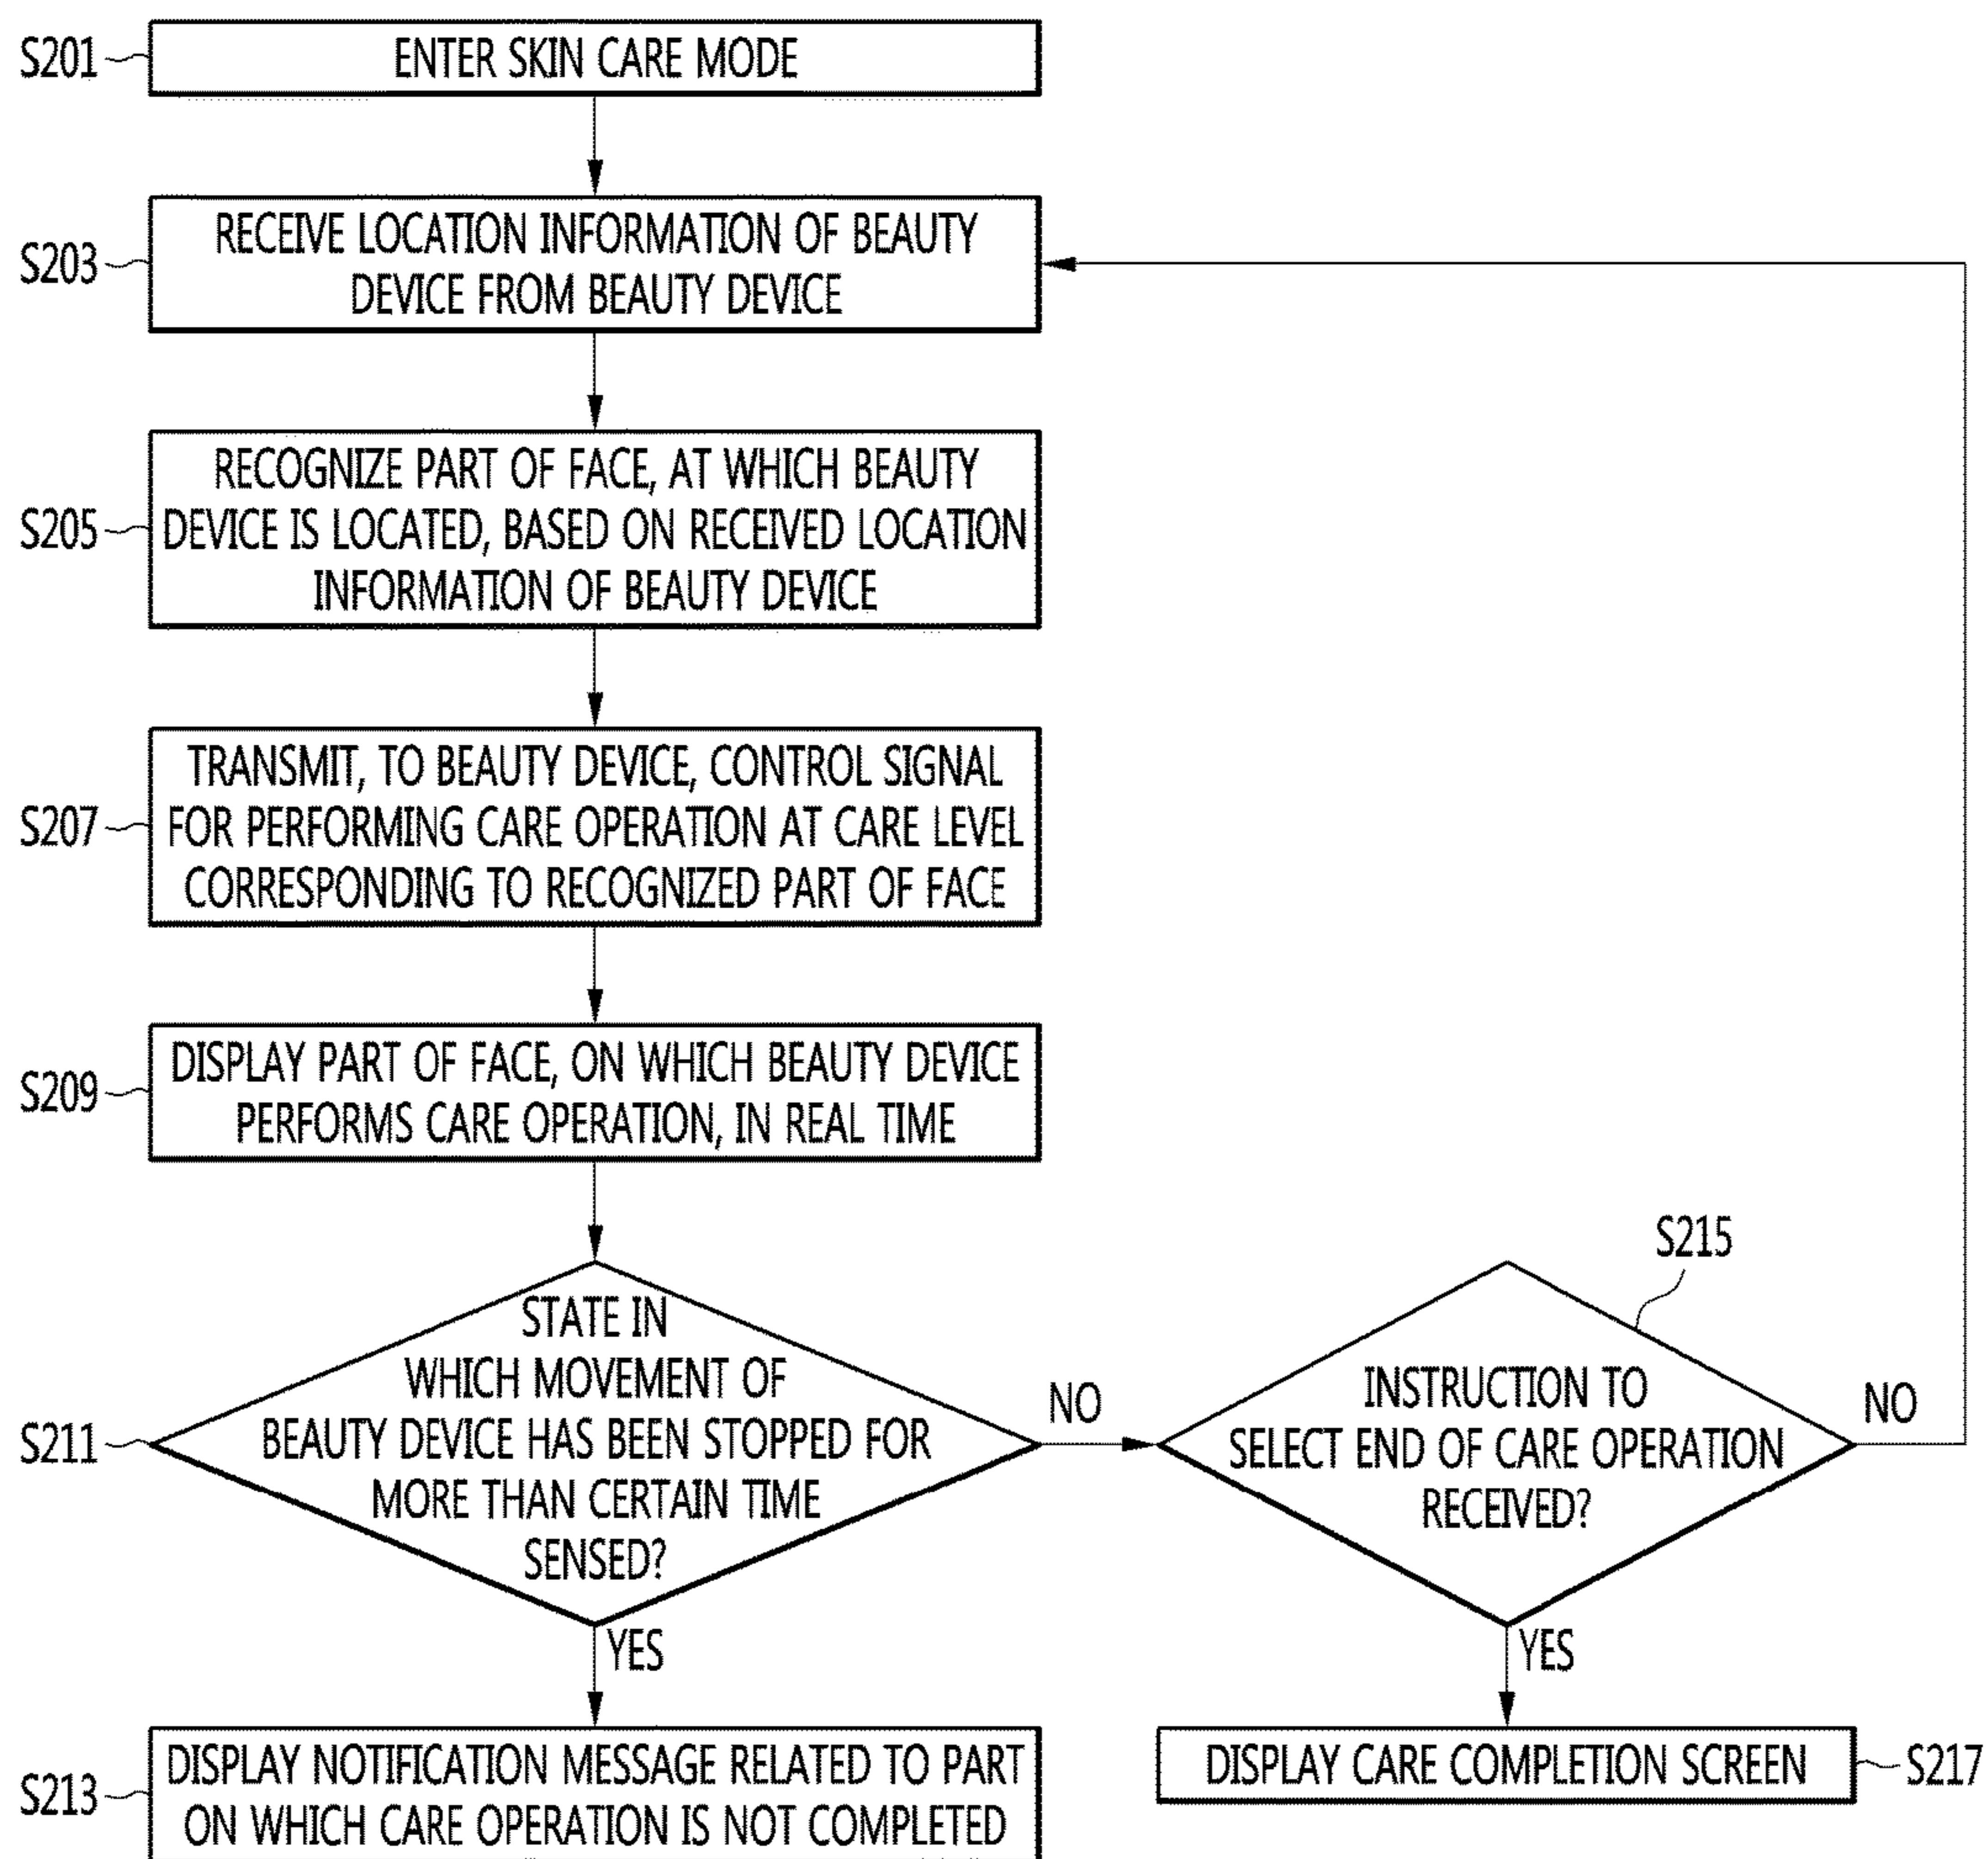 S201
ENTER SKIN CARE MODE
S203
RECEIVE LOCATION INFORMATION OF BEAUTY
DEVICE FROM BEAUTY DEVICE
S205
RECOGNIZE PART OF FACE, AT WHICH BEAUTY
DEVICE IS LOCATED, BASED ON RECEIVED LOCATION
INFORMATION OF BEAUTY DEVICE
S207
TRANSMIT, TO BEAUTY DEVICE, CONTROL SIGNAL
FOR PERFORMING CARE OPERATION AT CARE LEVEL
CORRESPONDING TO RECOGNIZED PART OF FACE
S209
DISPLAY PART OF FACE, ON WHICH BEAUTY DEVICE
PERFORMS CARE OPERATION, IN REAL TIME
S211
STATE IN
WHICH MOVEMENT OF
BEAUTY DEVICE HAS BEEN STOPPED FOR
MORE THAN CERTAIN TIME
SENSED?
NO
YES
S215
INSTRUCTION TO
SELECT END OF CARE OPERATION
RECEIVED?
NO
YES
S213
DISPLAY NOTIFICATION MESSAGE RELATED TO PART
ON WHICH CARE OPERATION IS NOT COMPLETED
DISPLAY CARE COMPLETION SCREEN
S217